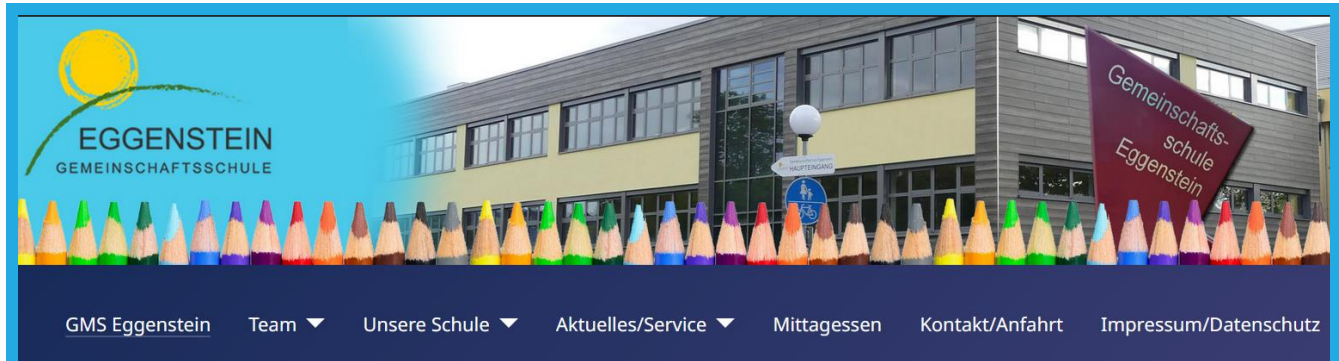 EGGENSTEIN
GEMEINSCHAFTSSCHULE
HAUPTEINGANG
Gemeinschafts-
schule
Eggenstein
GMS Eggenstein
Team
Unsere Schule
Aktuelles/Service
Mittagessen
Kontakt/Anfahrt
Impressum/Datenschutz